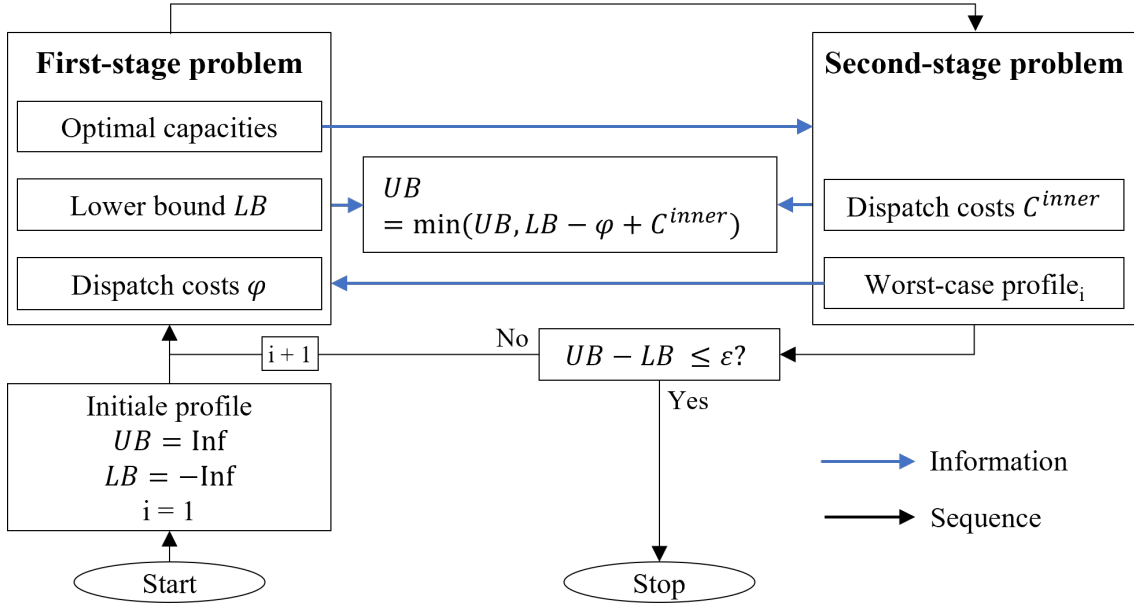 First-stage problem
Optimal capacities
Lower bound LB
Dispatch costs φ
UB
= min(UB, LB − φ + C^{inner})
Second-stage problem
Dispatch costs C^{inner}
Worst-case profile_i
No
i + 1
UB − LB ≤ ε?
Yes
Initiale profile
UB = Inf
LB = −Inf
i = 1
Start
Stop
Information
Sequence